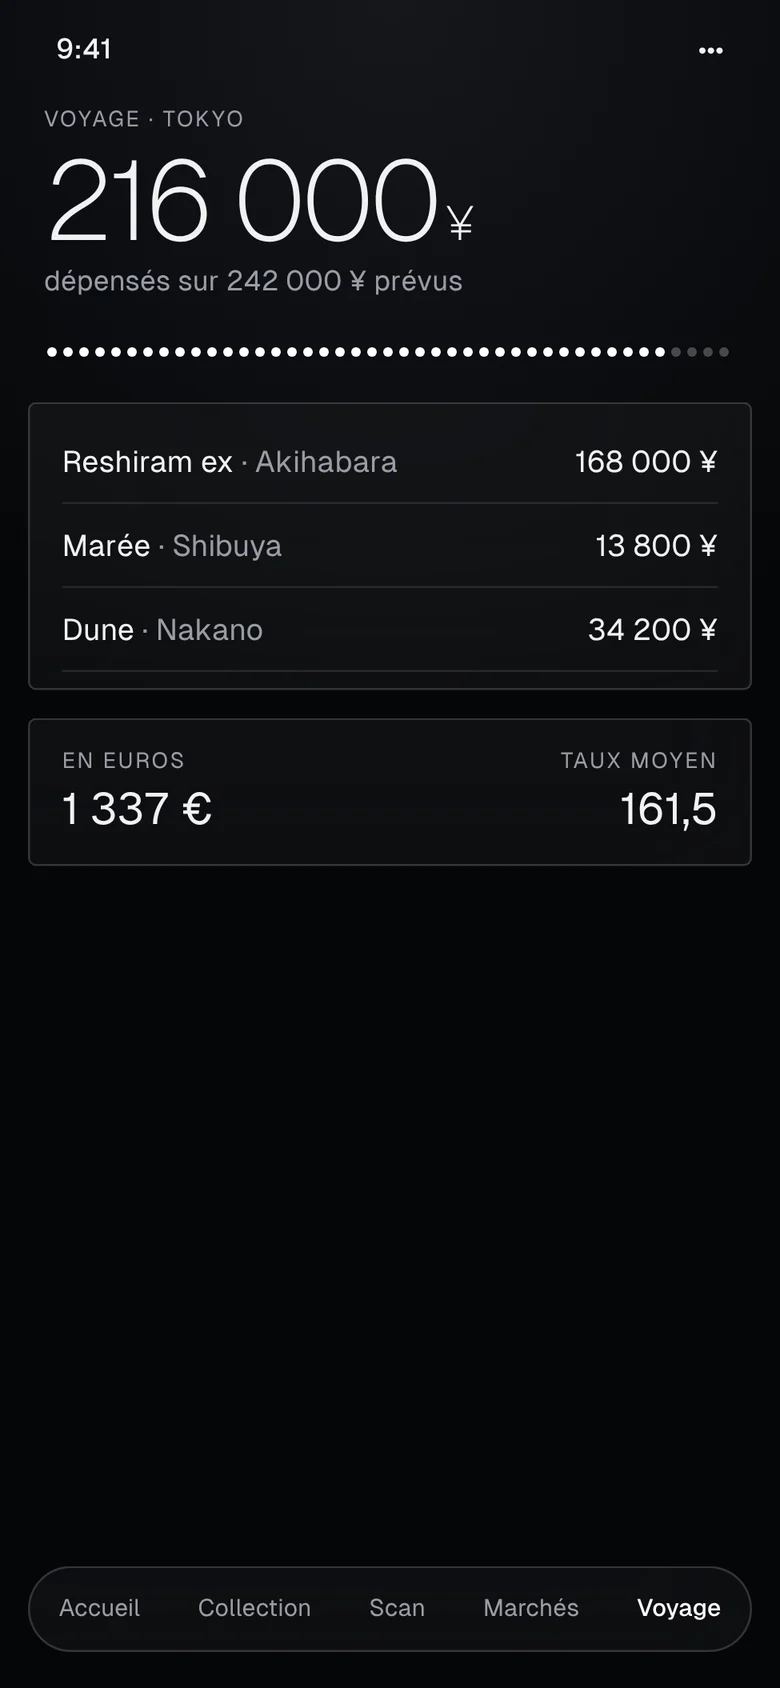 9:41
VOYAGE · TOKYO
216 000 ¥
dépensés sur 242 000 ¥ prévus
Reshiram ex · Akihabara 168 000 ¥
Marée · Shibuya 13 800 ¥
Dune · Nakano 34 200 ¥
EN EUROS TAUX MOYEN
1 337 € 161,5
Accueil Collection Scan Marchés Voyage